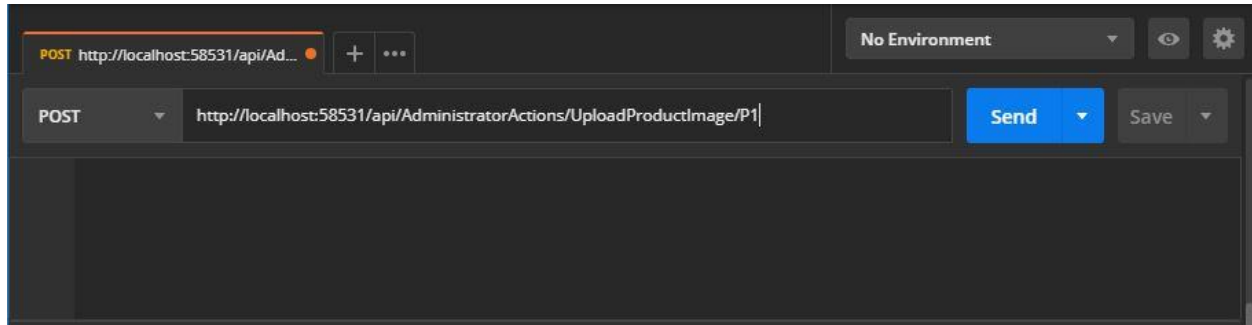 POST http://localhost:58531/api/Ad...
No Environment
POST http://localhost:58531/api/AdministratorActions/UploadProductImage/P1 Send Save